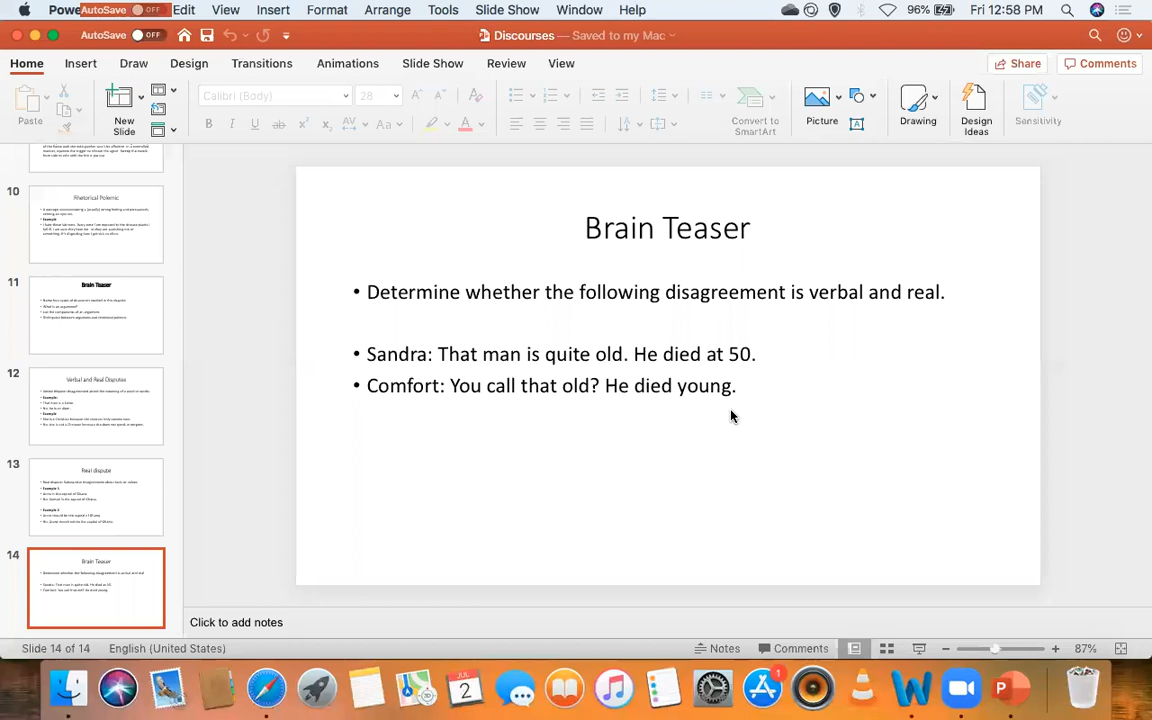 Pow AutoSave OFF Edit View Insert Format Arrange Tools Slide Show Window Help 96% Fri 12:58 PM
AutoSave OFF Discourses — Saved to my Mac
Home Insert Draw Design Transitions Animations Slide Show Review View Share Comments
Paste New Slide Calibri (Body) 28 Convert to SmartArt Picture Drawing Design Ideas Sensitivity
10
Rhetorical Polemic
11
Brain Teaser
12
Verbal and Real Disputes
13
Real dispute
14
Brain Teaser
Brain Teaser
• Determine whether the following disagreement is verbal and real.
• Sandra: That man is quite old. He died at 50.
• Comfort: You call that old? He died young.
Click to add notes
Slide 14 of 14 English (United States) Notes Comments 87%
JUL 2
1